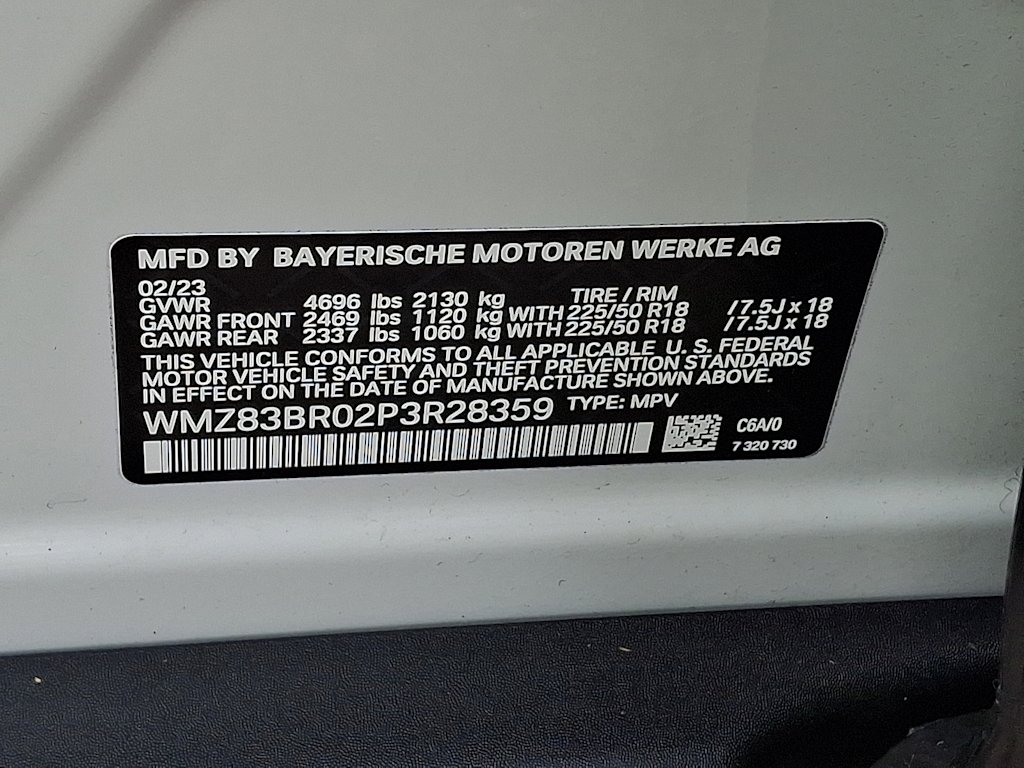 MFD BY BAYERISCHE MOTOREN WERKE AG
02/23 TIRE / RIM
GVWR 4696 lbs 2130 kg
GAWR FRONT 2469 lbs 1120 kg WITH 225/50 R18 /7.5J x 18
GAWR REAR 2337 lbs 1060 kg WITH 225/50 R18 /7.5J x 18
THIS VEHICLE CONFORMS TO ALL APPLICABLE U. S. FEDERAL
MOTOR VEHICLE SAFETY AND THEFT PREVENTION STANDARDS
IN EFFECT ON THE DATE OF MANUFACTURE SHOWN ABOVE.
WMZ83BR02P3R28359 TYPE: MPV
C6A/0
7 320 730